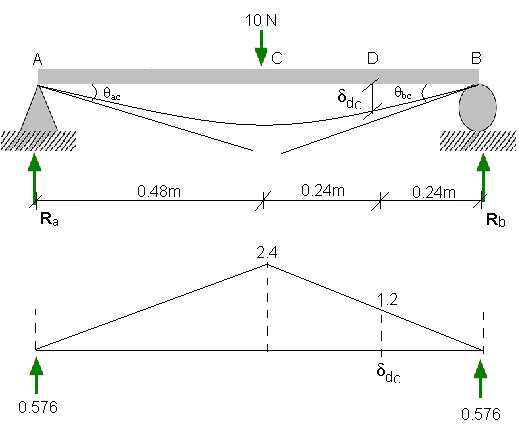 10 N
A C D B
θac δdC θbc
0.48m 0.24m 0.24m
Ra Rb
2.4
1.2
δdC
0.576 0.576